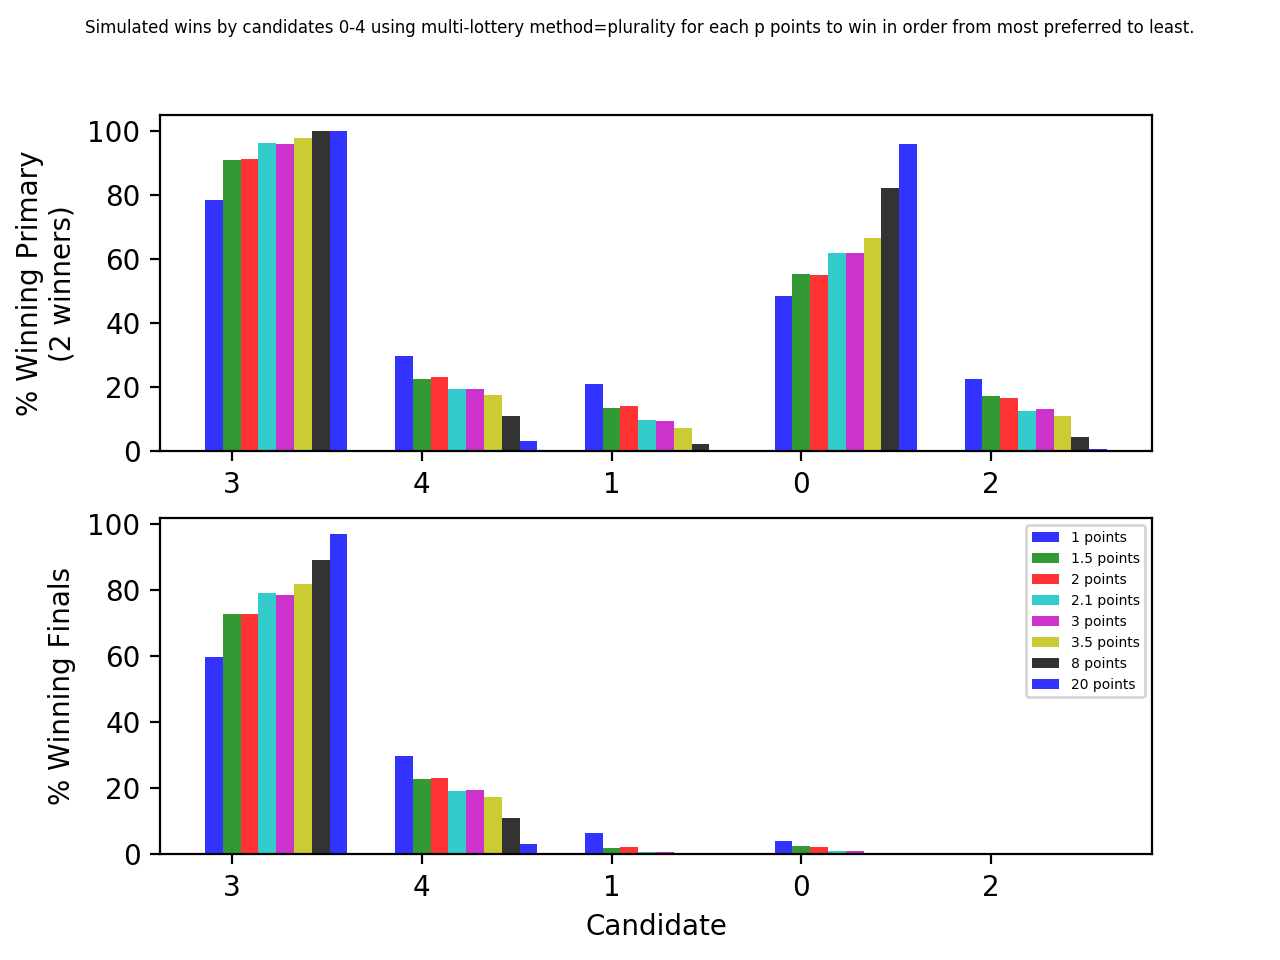 Simulated wins by candidates 0-4 using multi-lottery method=plurality for each p points to win in order from most preferred to least.
% Winning Primary
(2 winners)
100
80
60
40
20
0
3 4 1 0 2
% Winning Finals
100
80
60
40
20
0
1 points
1.5 points
2 points
2.1 points
3 points
3.5 points
8 points
20 points
3 4 1 0 2
Candidate